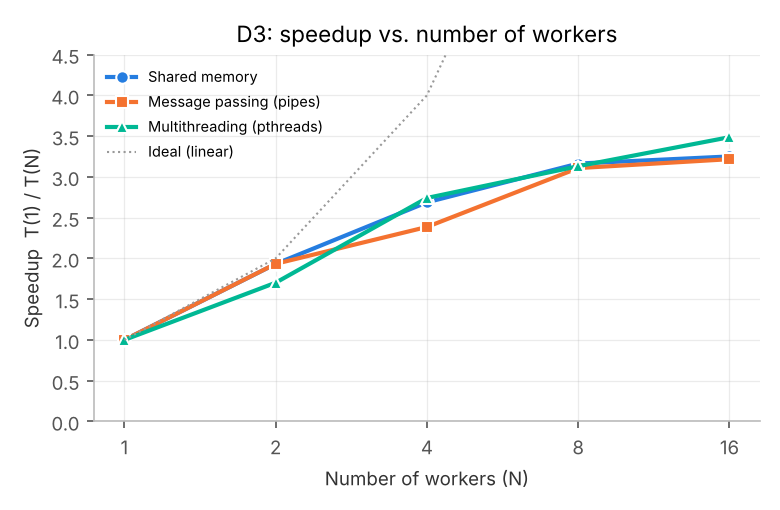 D3: speedup vs. number of workers
Speedup T(1) / T(N)
4.5
4.0
3.5
3.0
2.5
2.0
1.5
1.0
0.5
0.0
Shared memory
Message passing (pipes)
Multithreading (pthreads)
Ideal (linear)
1 2 4 8 16
Number of workers (N)